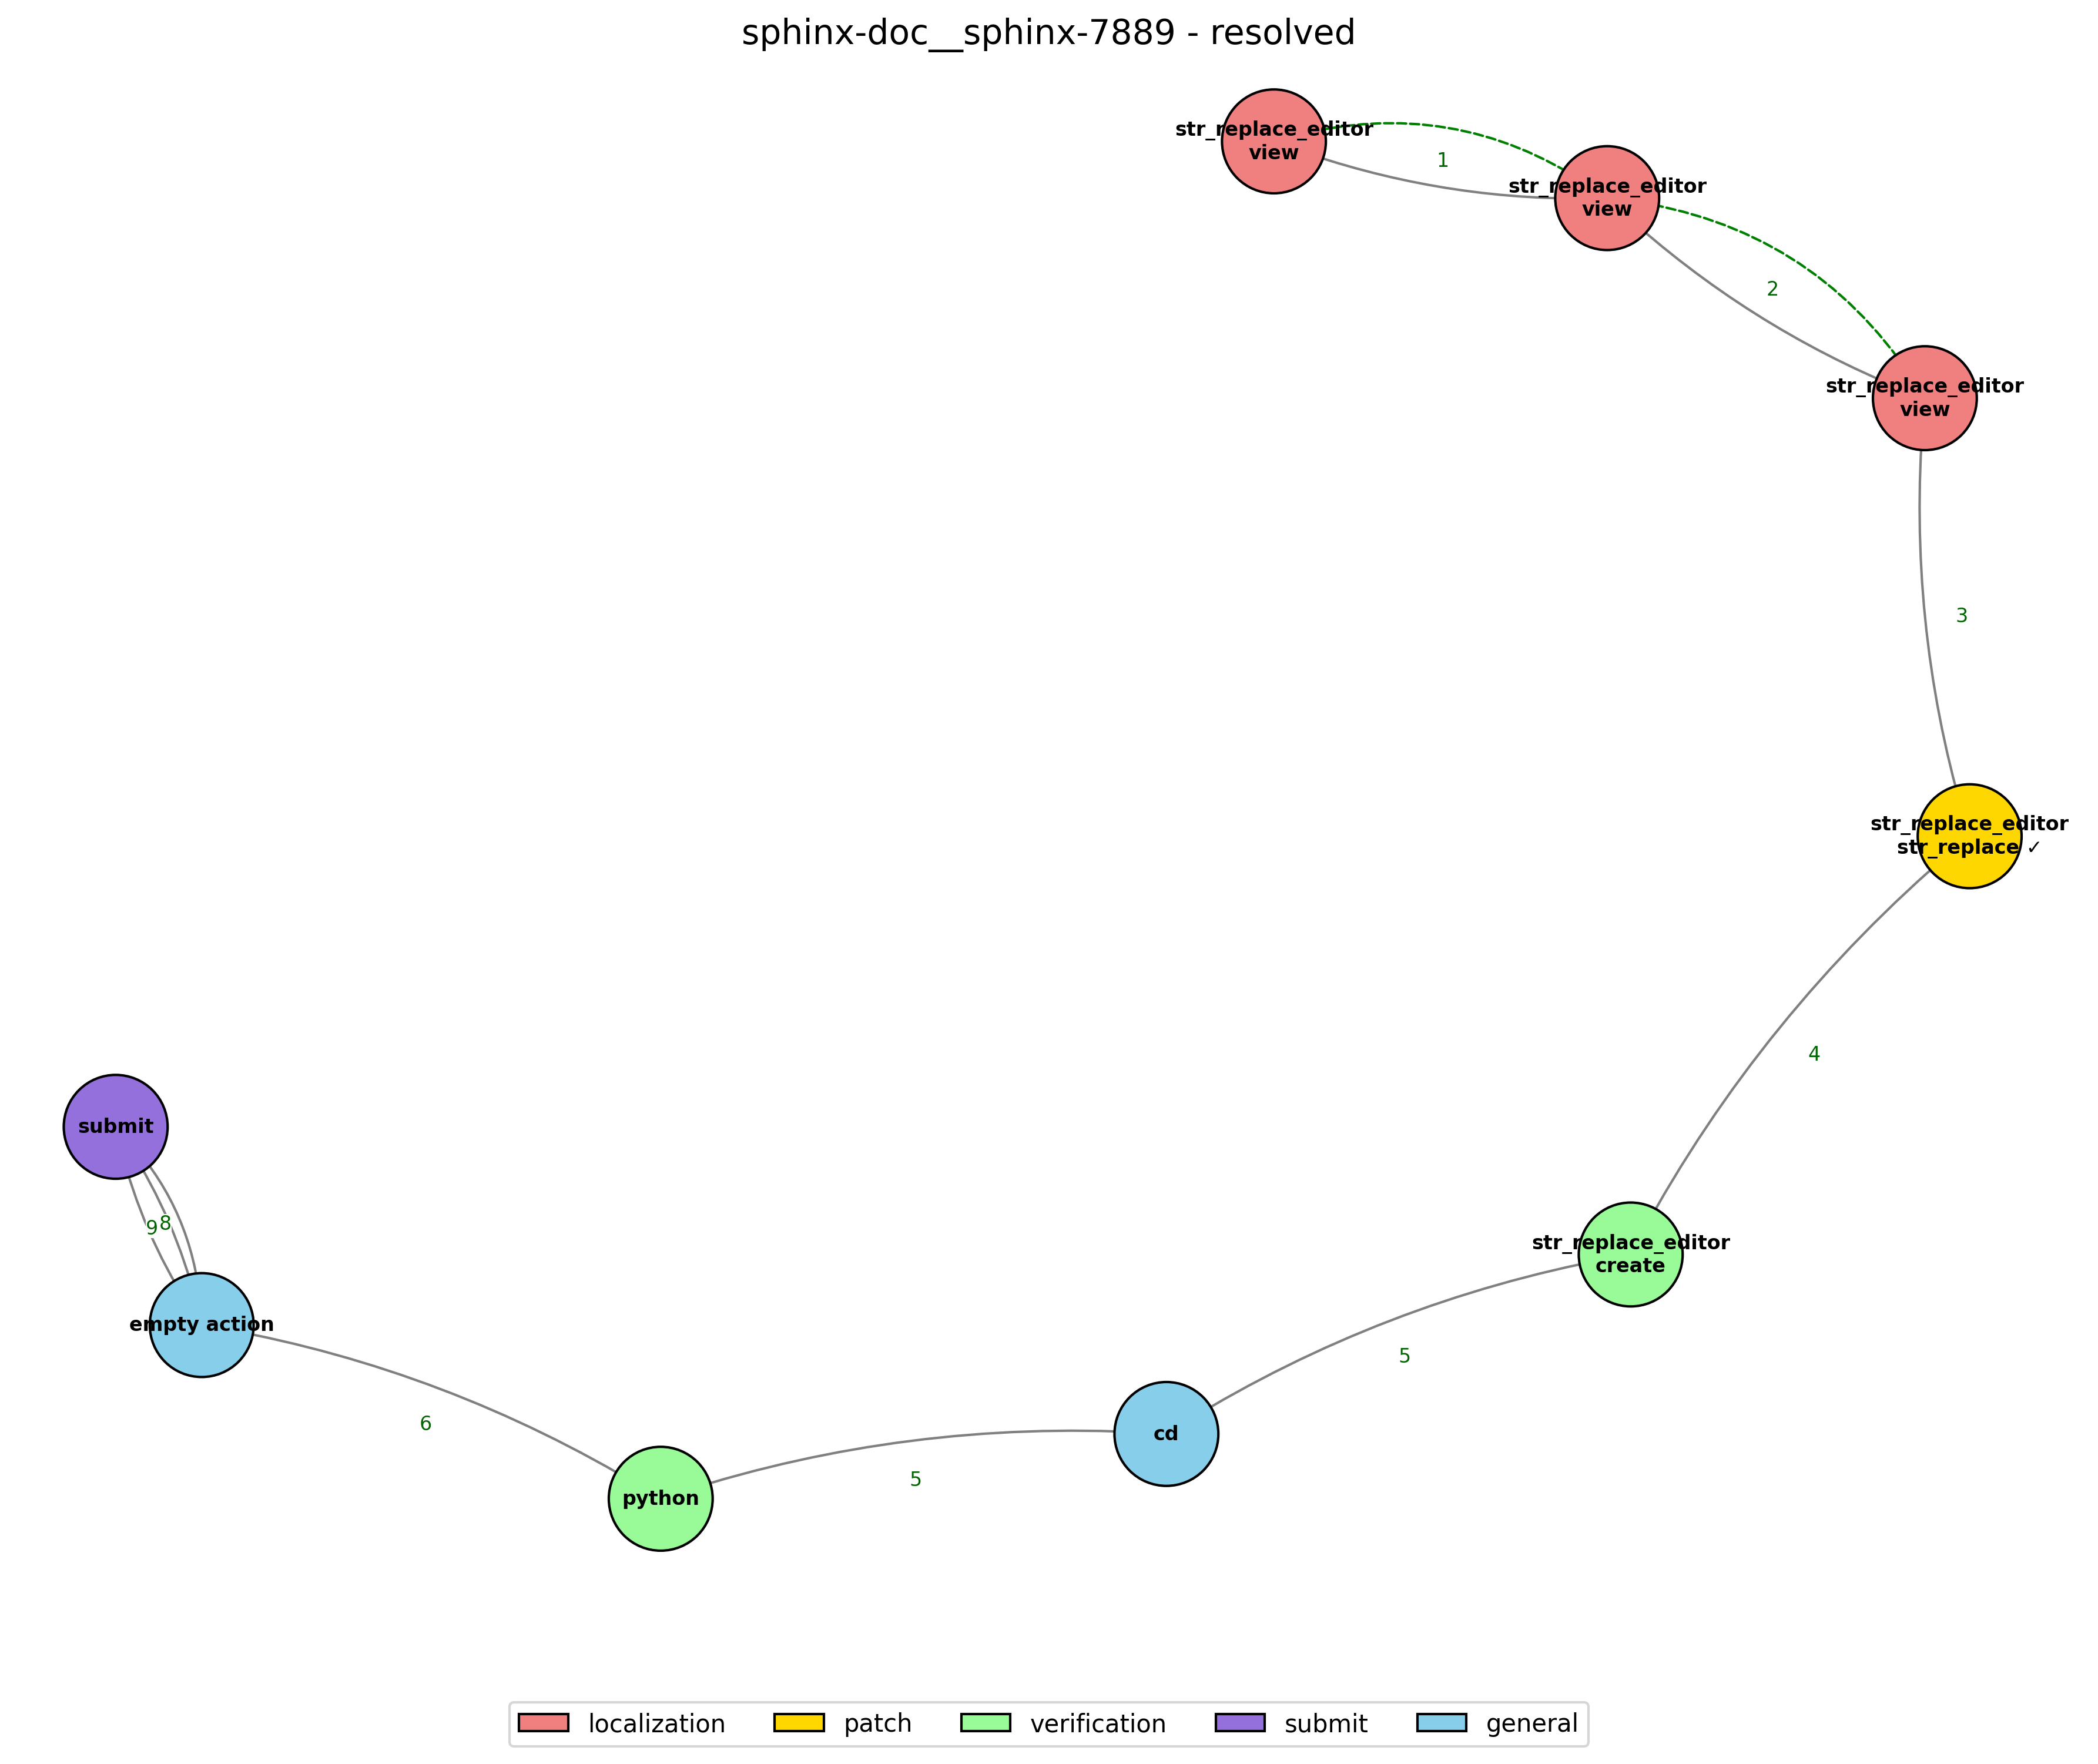 sphinx-doc__sphinx-7889 - resolved
str_replace_editor
view
1
str_replace_editor
view
2
str_replace_editor
view
3
str_replace_editor
str_replace ✓
4
submit
9 8
str_replace_editor
create
empty action
5
6
cd
5
python
localization patch verification submit general